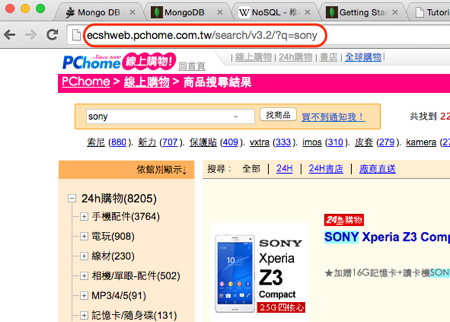 Mongo DB
MongoDB
NoSQL - 維
Getting Sta
Tutori
ecshweb.pchome.com.tw/search/v3.2/?q=sony
Since 2000
PChome 線上購物!
回首頁
線上購物 | 24h購物 | 書店 | 全球購物
PChome > 線上購物 > 商品搜尋結果
sony
找商品
買不到通知我！
共找到 22
索尼 (880) 、 新力 (707) 、 保護貼 (409) 、 vxtra (333) 、 imos (310) 、 皮套 (279) 、 kamera (27
依館別顯示↓
搜尋： 全部 | 24H | 24H書店 | 廠商直送
24h購物(8205)
手機配件(3764)
電玩(908)
線材(230)
相機/單眼-配件(502)
MP3/4/5(91)
記憶卡/隨身碟(131)
SONY
Xperia
Z3
Compact
2.5G四核心
24h購物
SONY Xperia Z3 Comp
★加贈16G記憶卡+讀卡機SON